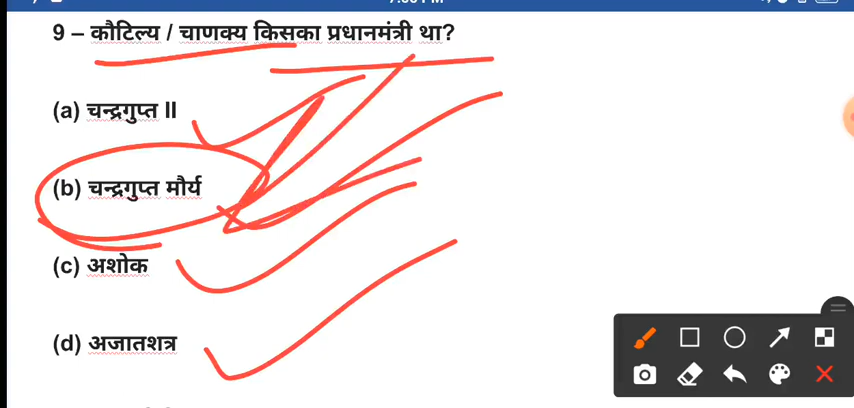 9 – कौटिल्य / चाणक्य किसका प्रधानमंत्री था?
(a) चन्द्रगुप्त II
(b) चन्द्रगुप्त मौर्य
(c) अशोक
(d) अजातशत्र